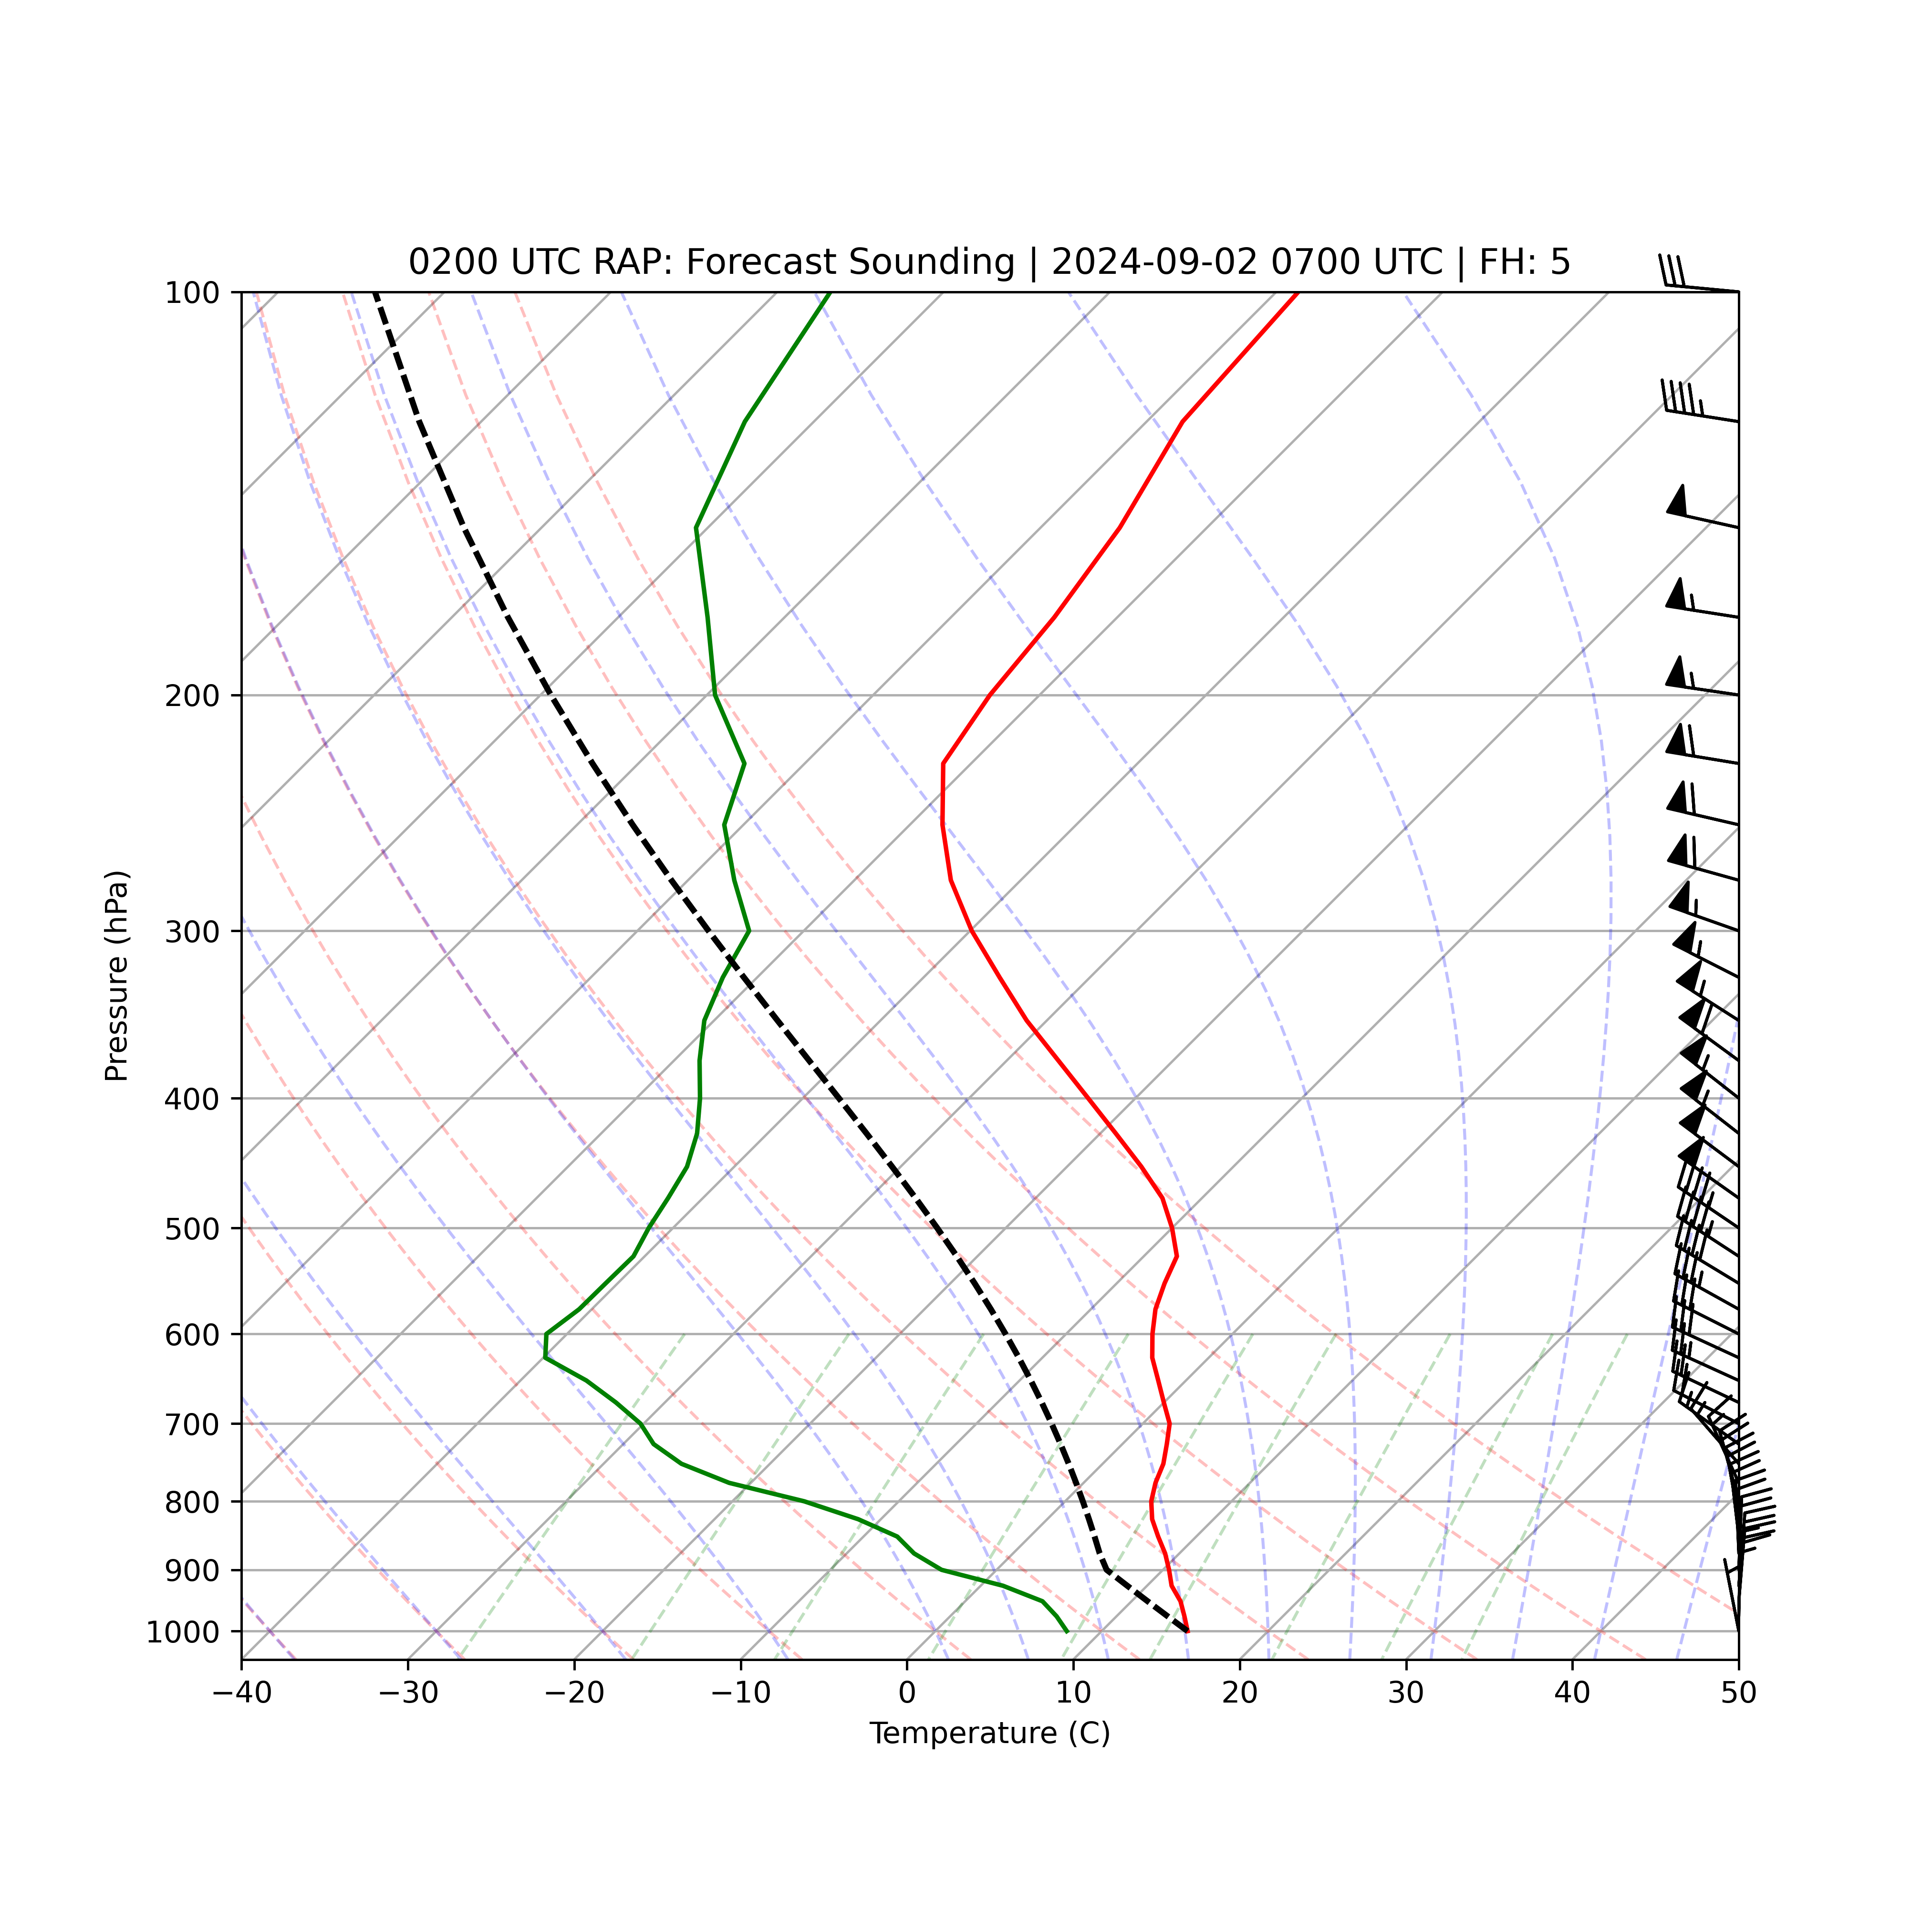 0200 UTC RAP: Forecast Sounding | 2024-09-02 0700 UTC | FH: 5
100
200
300
400
500
600
700
800
900
1000
Pressure (hPa)
−40 −30 −20 −10 0 10 20 30 40 50
Temperature (C)